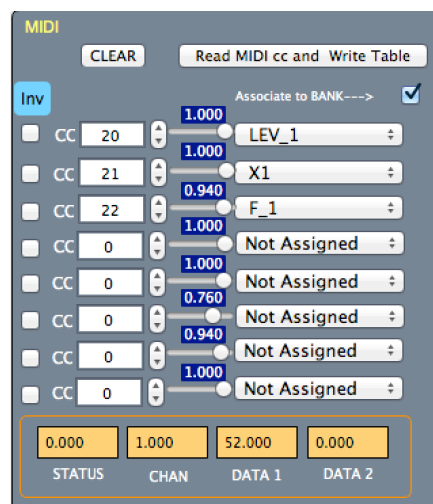 MIDI
CLEAR Read MIDI cc and Write Table
Inv Associate to BANK--->
1.000
CC 20 LEV_1
1.000
CC 21 X1
0.940
CC 22 F_1
1.000
CC 0 Not Assigned
1.000
CC 0 Not Assigned
0.760
CC 0 Not Assigned
0.940
CC 0 Not Assigned
1.000
CC 0 Not Assigned
0.000 1.000 52.000 0.000
STATUS CHAN DATA 1 DATA 2